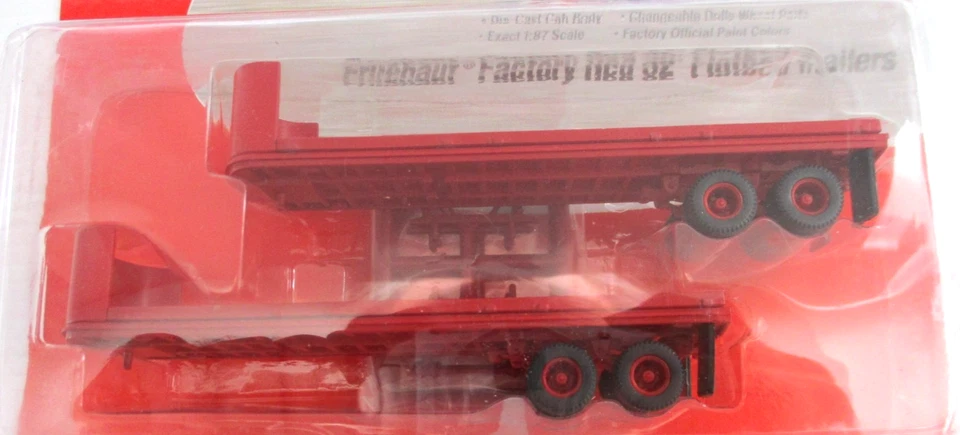 • Die-Cast Cab Body • Changeable Dolly Wheel Parts
• Exact 1:87 Scale • Factory Official Paint Colors
Fruehauf® Factory Red 32' Flatbed Trailers